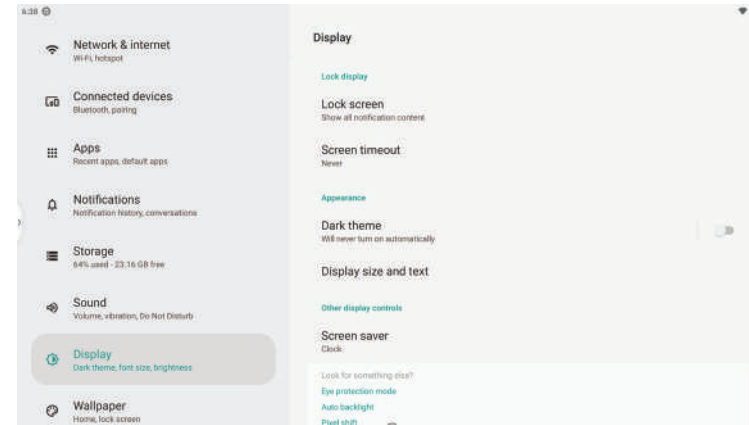 6:38
Network & internet
Wi-Fi, hotspot
Connected devices
Bluetooth, pairing
Apps
Recent apps, default apps
Notifications
Notification history, conversations
Storage
64% used - 23.16 GB free
Sound
Volume, vibration, Do Not Disturb
Display
Dark theme, font size, brightness
Wallpaper
Home, lock screen
Display
Lock display
Lock screen
Show all notification content
Screen timeout
Never
Appearance
Dark theme
Will never turn on automatically
Display size and text
Other display controls
Screen saver
Clock
Look for something else?
Eye protection mode
Auto backlight
Pixel shift